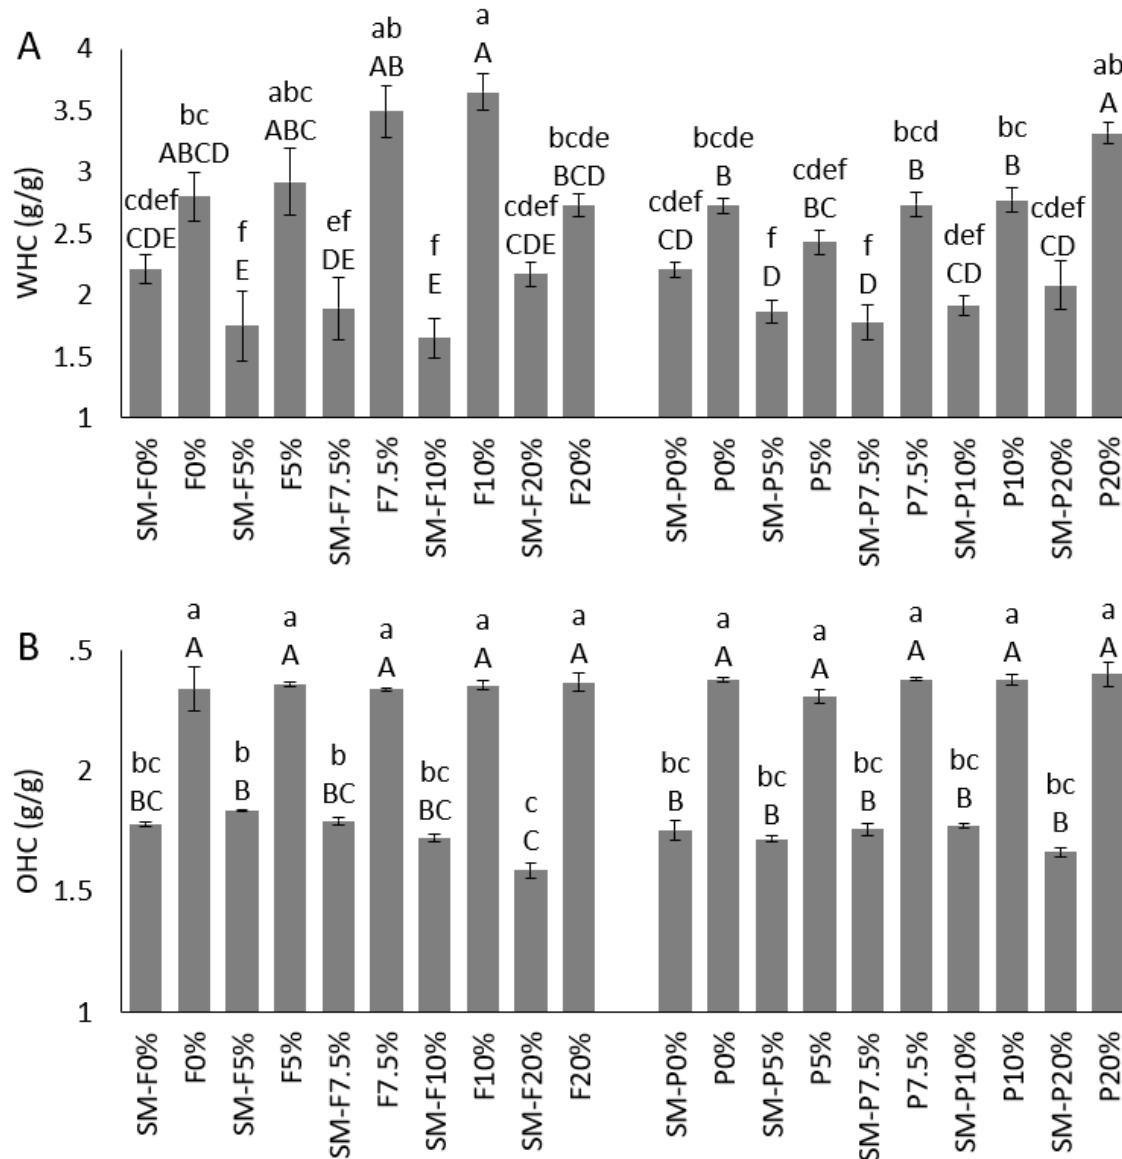 A
WHC (g/g)
4
3.5
3
2.5
2
1.5
1
cdef
CDE
bc
ABCD
f
E
abc
ABC
ef
DE
ab
AB
f
E
a
A
cdef
CDE
bcde
BCD
cdef
CD
bcde
B
f
D
cdef
BC
f
D
bcd
B
def
CD
bc
B
cdef
CD
ab
A
SM-F0%
F0%
SM-F5%
F5%
SM-F7.5%
F7.5%
SM-F10%
F10%
SM-F20%
F20%
SM-P0%
P0%
SM-P5%
P5%
SM-P7.5%
P7.5%
SM-P10%
P10%
SM-P20%
P20%
B
OHC (g/g)
.5
2
1.5
1
bc
BC
a
A
b
B
a
A
b
BC
a
A
bc
BC
a
A
c
C
a
A
bc
B
a
A
bc
B
a
A
bc
B
a
A
bc
B
a
A
bc
B
a
A
SM-F0%
F0%
SM-F5%
F5%
SM-F7.5%
F7.5%
SM-F10%
F10%
SM-F20%
F20%
SM-P0%
P0%
SM-P5%
P5%
SM-P7.5%
P7.5%
SM-P10%
P10%
SM-P20%
P20%